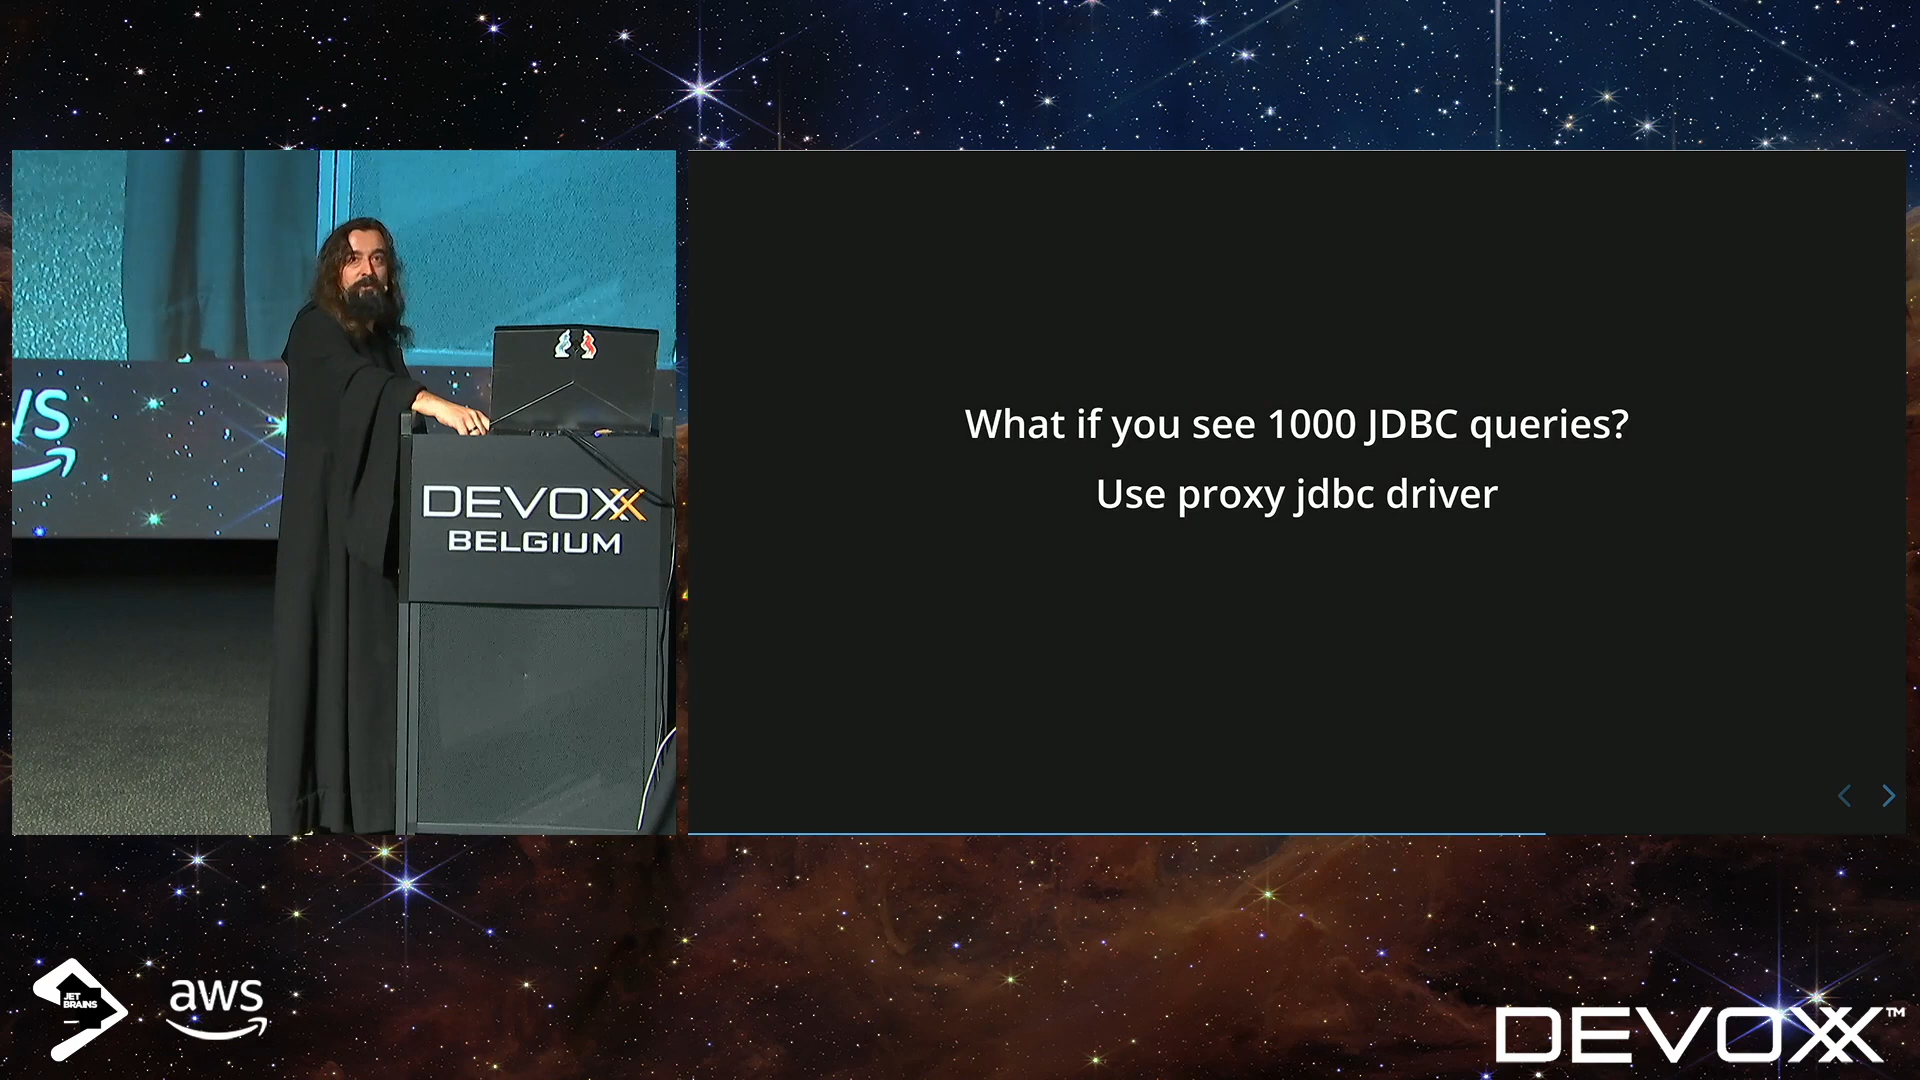 What if you see 1000 JDBC queries?
Use proxy jdbc driver
DEVOXX
BELGIUM
JET
BRAINS
aws
DEVOXX™